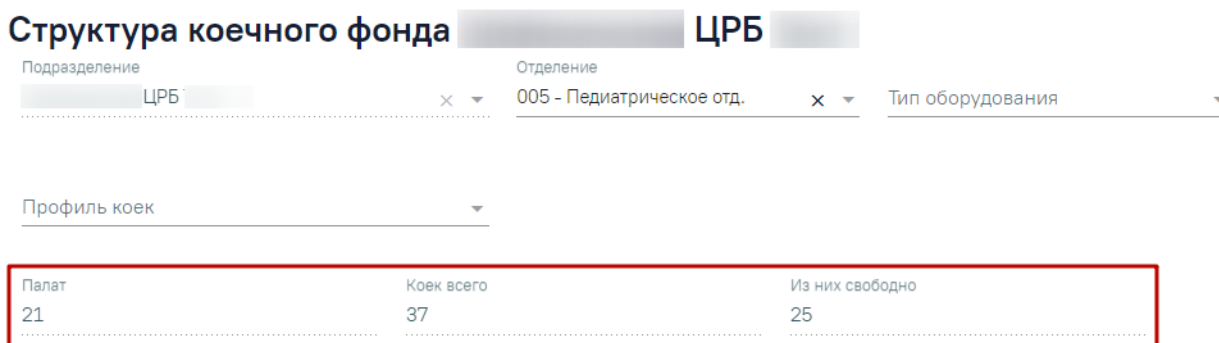 Структура коечного фонда ЦРБ
Подразделение Отделение
ЦРБ 005 - Педиатрическое отд. Тип оборудования
Профиль коек
Палат Коек всего Из них свободно
21 37 25